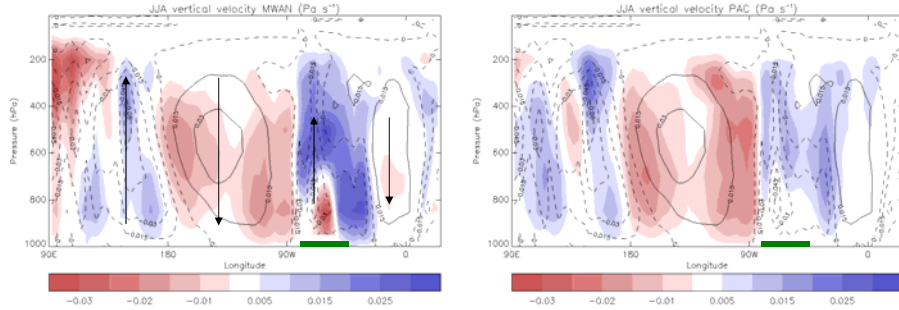 JJA vertical velocity MWAN (Pa s⁻¹)
Pressure (hPa)
200
400
600
800
1000
90E
180
90W
0
Longitude
-0.03
-0.02
-0.01
0.005
0.015
0.025
JJA vertical velocity PAC (Pa s⁻¹)
Pressure (hPa)
200
400
600
800
1000
90E
180
90W
0
Longitude
-0.03
-0.02
-0.01
0.005
0.015
0.025